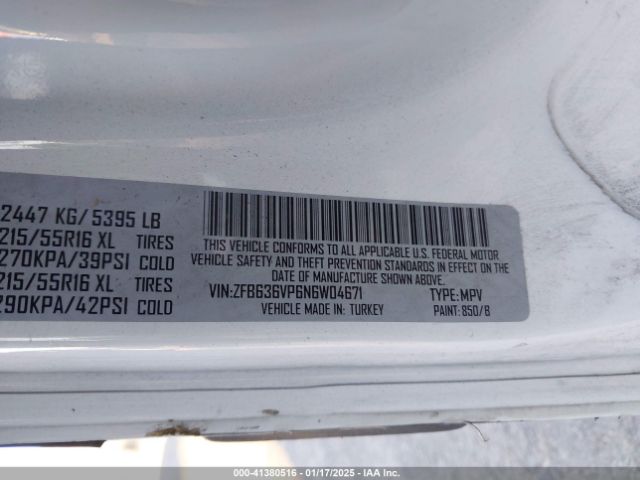 2447 KG/ 5395 LB
215/55R16 XL TIRES
270KPA/39PSI COLD
215/55R16 XL TIRES
290KPA/42PSI COLD
THIS VEHICLE CONFORMS TO ALL APPLICABLE U.S. FEDERAL MOTOR
VEHICLE SAFETY AND THEFT PREVENTION STANDARDS IN EFFECT ON THE
DATE OF MANUFACTURE SHOWN ABOVE.
VIN:ZFB636VP6N6W04671 TYPE:MPV
VEHICLE MADE IN: TURKEY PAINT: 850/B
000-41380516 - 01/17/2025 - IAA Inc.